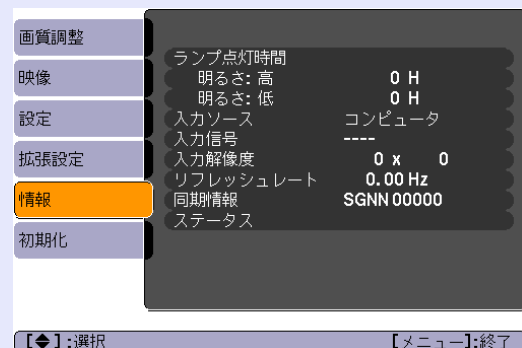 画質調整
映像
設定
拡張設定
情報
初期化
ランプ点灯時間
明るさ: 高 0 H
明るさ: 低 0 H
入力ソース コンピュータ
入力信号 ----
入力解像度 0 x 0
リフレッシュレート 0.00 Hz
同期情報 SGNN 00000
ステータス
[◆]:選択 [メニュー]:終了